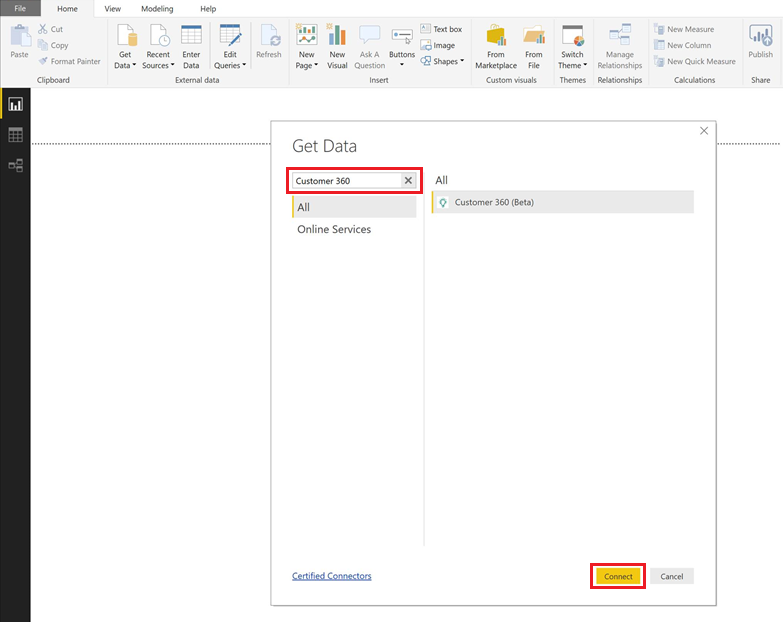 File Home View Modeling Help
Paste
Cut
Copy
Format Painter
Clipboard
Get Data
Recent Sources
Enter Data
Edit Queries
External data
Refresh
New Page
New Visual
Ask A Question
Buttons
Text box
Image
Shapes
Insert
From Marketplace
From File
Custom visuals
Switch Theme
Themes
Manage Relationships
Relationships
New Measure
New Column
New Quick Measure
Calculations
Publish
Share
Get Data
Customer 360
All
Online Services
All
Customer 360 (Beta)
Certified Connectors
Connect
Cancel